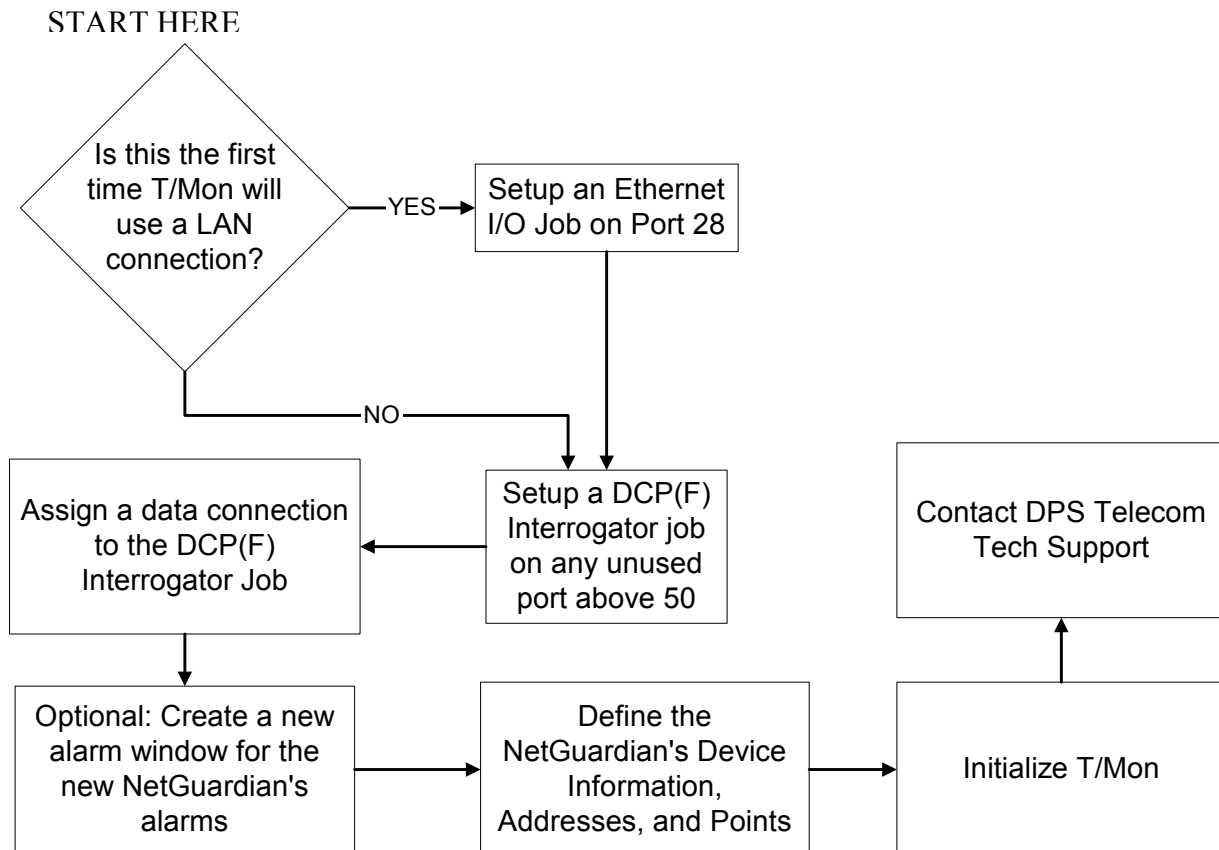 START HERE
Is this the first
time T/Mon will
use a LAN
connection?
YES
Setup an Ethernet
I/O Job on Port 28
NO
Setup a DCP(F)
Interrogator job
on any unused
port above 50
Assign a data connection
to the DCP(F)
Interrogator Job
Optional: Create a new
alarm window for the
new NetGuardian's
alarms
Define the
NetGuardian's Device
Information,
Addresses, and Points
Initialize T/Mon
Contact DPS Telecom
Tech Support